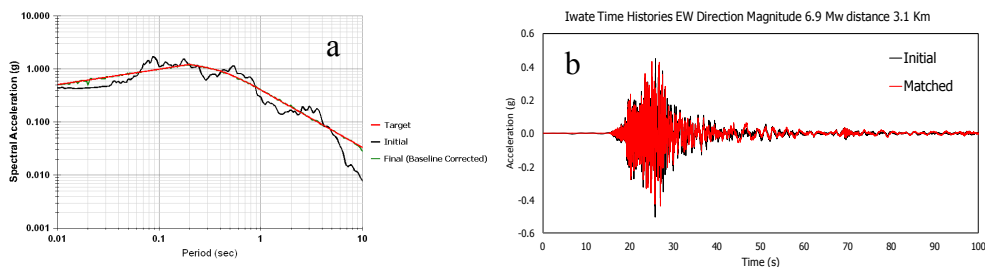 a
10.000
1.000
0.100
0.010
0.001
Spectral Acceleration (g)
0.01
0.1
1
10
Period (sec)
Target
Initial
Final (Baseline Corrected)
Iwate Time Histories EW Direction Magnitude 6.9 Mw distance 3.1 Km
b
0.6
0.4
0.2
0.0
-0.2
-0.4
-0.6
Acceleration (g)
0
10
20
30
40
50
60
70
80
90
100
Time (s)
Initial
Matched